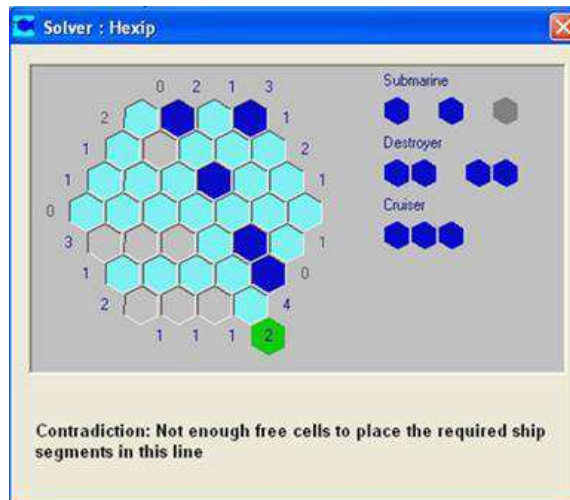 Solver : Hexip
0 2 1 3
2 1
1 2
1 1
0
3 1
1 0
2 4
1 1 1 2
Submarine
Destroyer
Cruiser
Contradiction: Not enough free cells to place the required ship
segments in this line